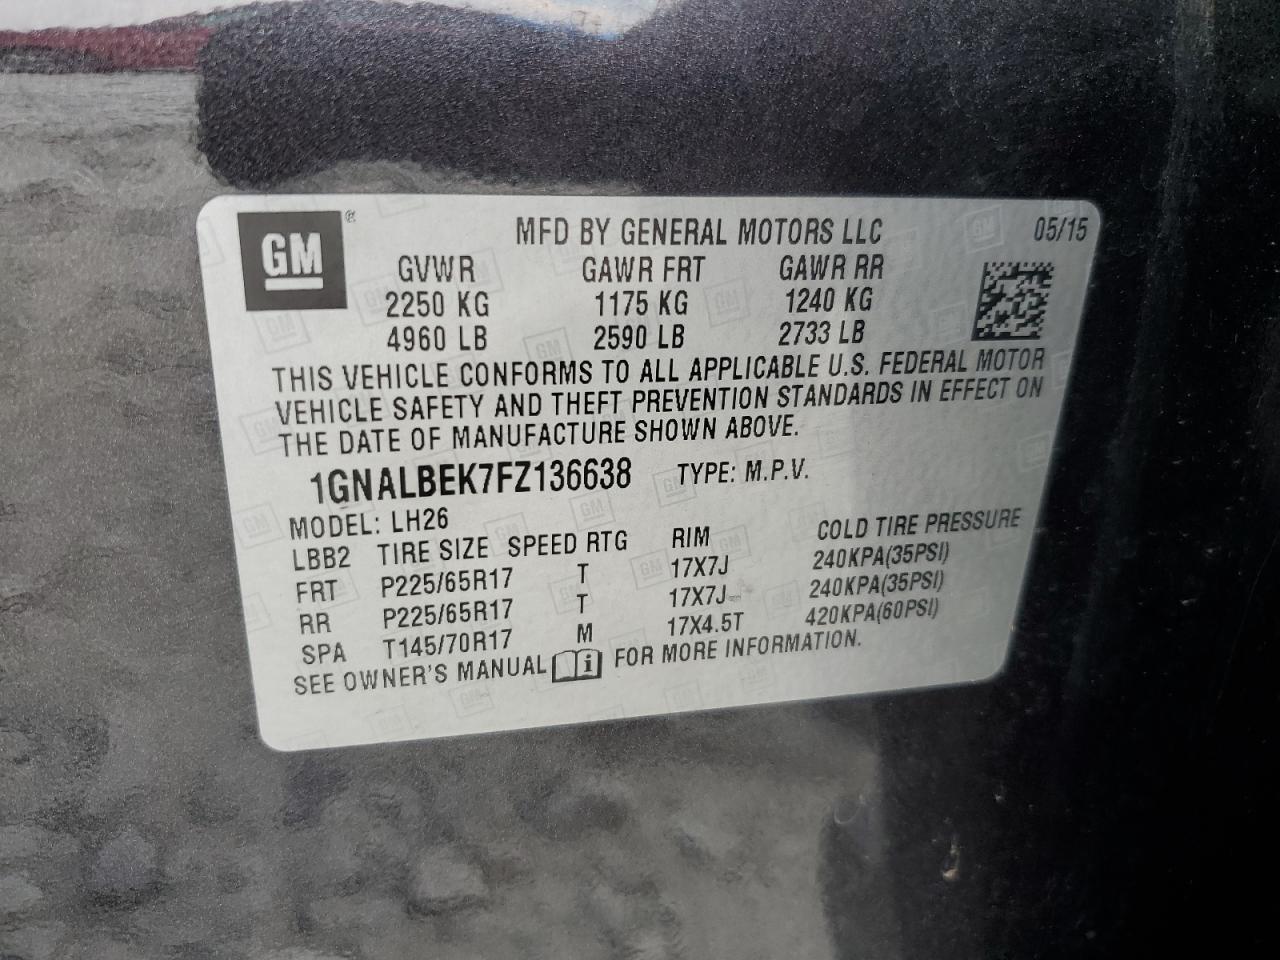 GM ®
MFD BY GENERAL MOTORS LLC 05/15
GVWR GAWR FRT GAWR RR
2250 KG 1175 KG 1240 KG
4960 LB 2590 LB 2733 LB
THIS VEHICLE CONFORMS TO ALL APPLICABLE U.S. FEDERAL MOTOR
VEHICLE SAFETY AND THEFT PREVENTION STANDARDS IN EFFECT ON
THE DATE OF MANUFACTURE SHOWN ABOVE.
1GNALBEK7FZ136638 TYPE: M.P.V.
MODEL: LH26
LBB2 TIRE SIZE SPEED RTG RIM COLD TIRE PRESSURE
FRT P225/65R17 T 17X7J 240KPA(35PSI)
RR P225/65R17 T 17X7J 240KPA(35PSI)
SPA T145/70R17 M 17X4.5T 420KPA(60PSI)
SEE OWNER'S MANUAL i FOR MORE INFORMATION.